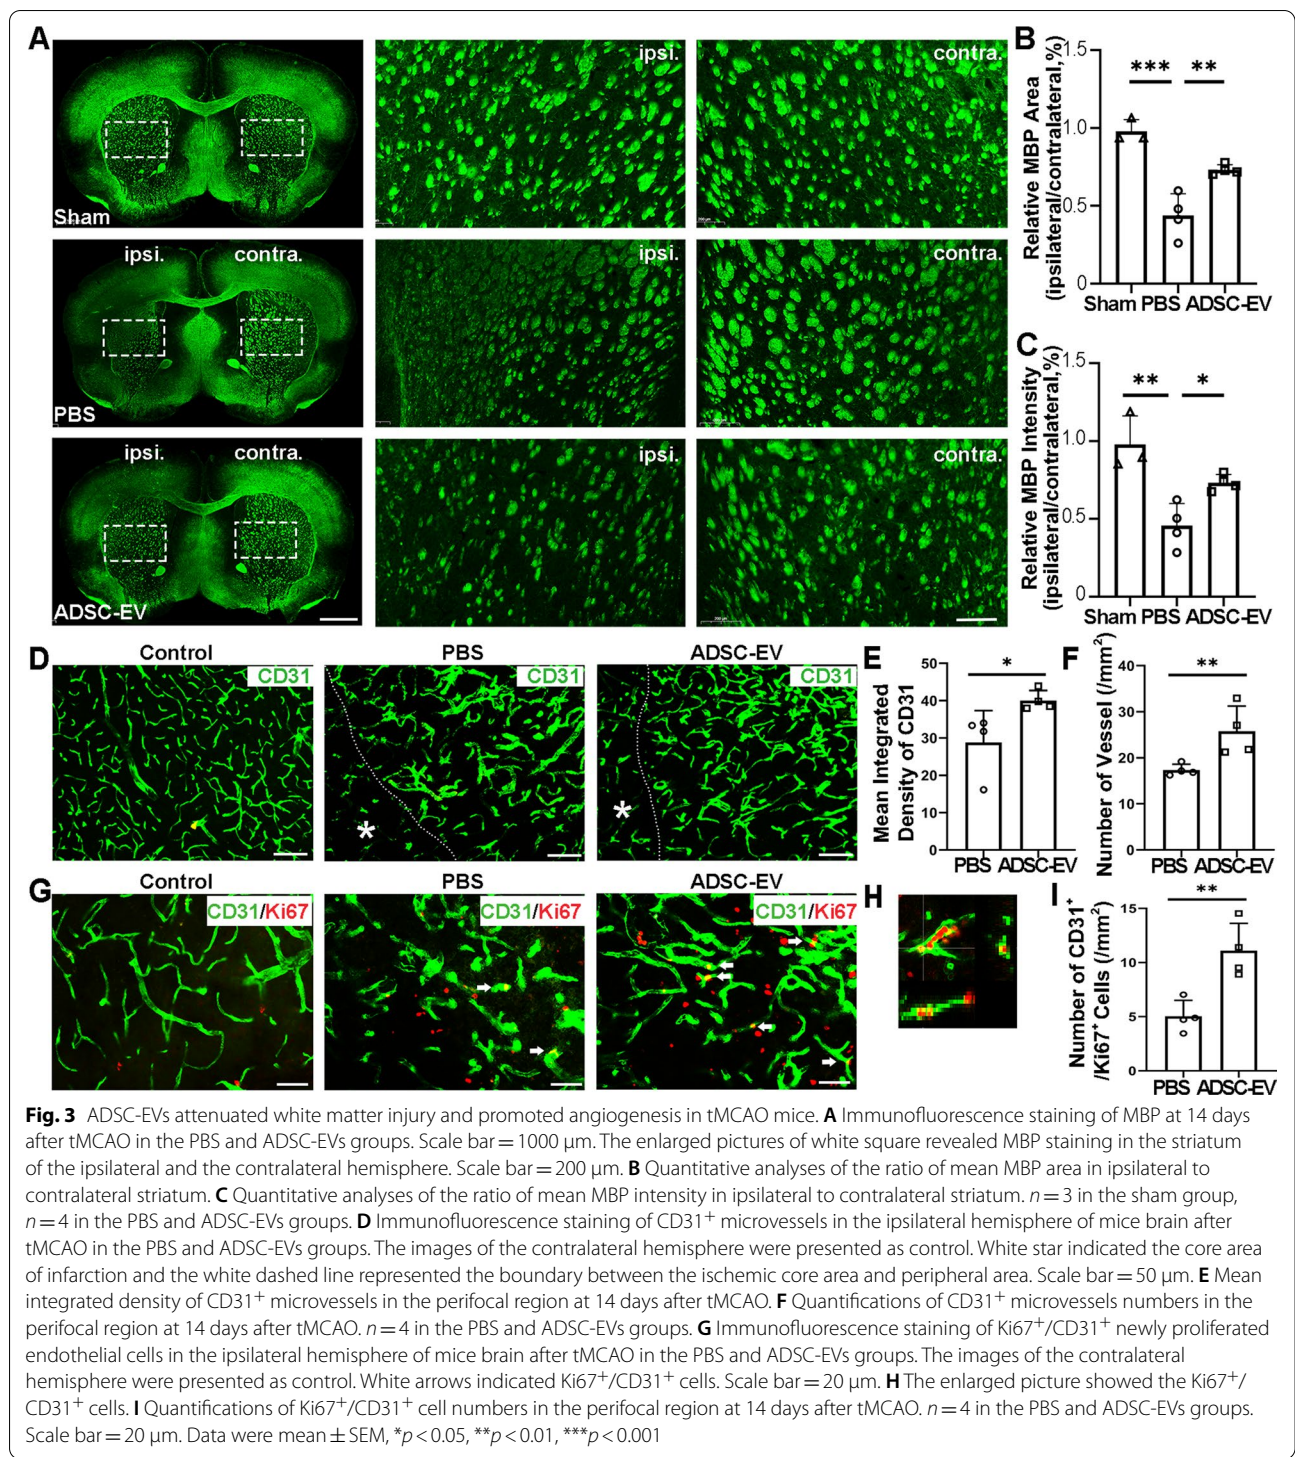 A
ipsi.
contra.
Sham
ipsi.
contra.
ipsi.
contra.
PBS
ipsi.
contra.
ipsi.
contra.
ADSC-EV
B
Relative MBP Area
(ipsilateral/contralateral,%)
1.5
1.0
0.5
0
*** **
Sham PBS ADSC-EV
C
Relative MBP Intensity
(ipsilateral/contralateral,%)
1.5
1.0
0.5
0
** *
Sham PBS ADSC-EV
D
Control
PBS
ADSC-EV
CD31
CD31
CD31
*
*
E
Mean Integrated
Density of CD31
50
40
30
20
10
0
*
PBS ADSC-EV
F
Number of Vessel (/mm²)
40
30
20
10
0
**
PBS ADSC-EV
G
Control
PBS
ADSC-EV
CD31/Ki67
CD31/Ki67
CD31/Ki67
H
I
Number of CD31⁺
/Ki67⁺ Cells (/mm²)
15
10
5
0
**
PBS ADSC-EV
Fig. 3 ADSC-EVs attenuated white matter injury and promoted angiogenesis in tMCAO mice. A Immunofluorescence staining of MBP at 14 days
after tMCAO in the PBS and ADSC-EVs groups. Scale bar = 1000 μm. The enlarged pictures of white square revealed MBP staining in the striatum
of the ipsilateral and the contralateral hemisphere. Scale bar = 200 μm. B Quantitative analyses of the ratio of mean MBP area in ipsilateral to
contralateral striatum. C Quantitative analyses of the ratio of mean MBP intensity in ipsilateral to contralateral striatum. n = 3 in the sham group,
n = 4 in the PBS and ADSC-EVs groups. D Immunofluorescence staining of CD31⁺ microvessels in the ipsilateral hemisphere of mice brain after
tMCAO in the PBS and ADSC-EVs groups. The images of the contralateral hemisphere were presented as control. White star indicated the core area
of infarction and the white dashed line represented the boundary between the ischemic core area and peripheral area. Scale bar = 50 μm. E Mean
integrated density of CD31⁺ microvessels in the perifocal region at 14 days after tMCAO. F Quantifications of CD31⁺ microvessels numbers in the
perifocal region at 14 days after tMCAO. n = 4 in the PBS and ADSC-EVs groups. G Immunofluorescence staining of Ki67⁺/CD31⁺ newly proliferated
endothelial cells in the ipsilateral hemisphere of mice brain after tMCAO in the PBS and ADSC-EVs groups. The images of the contralateral
hemisphere were presented as control. White arrows indicated Ki67⁺/CD31⁺ cells. Scale bar = 20 μm. H The enlarged picture showed the Ki67⁺/
CD31⁺ cells. I Quantifications of Ki67⁺/CD31⁺ cell numbers in the perifocal region at 14 days after tMCAO. n = 4 in the PBS and ADSC-EVs groups.
Scale bar = 20 μm. Data were mean ± SEM, *p < 0.05, **p < 0.01, ***p < 0.001